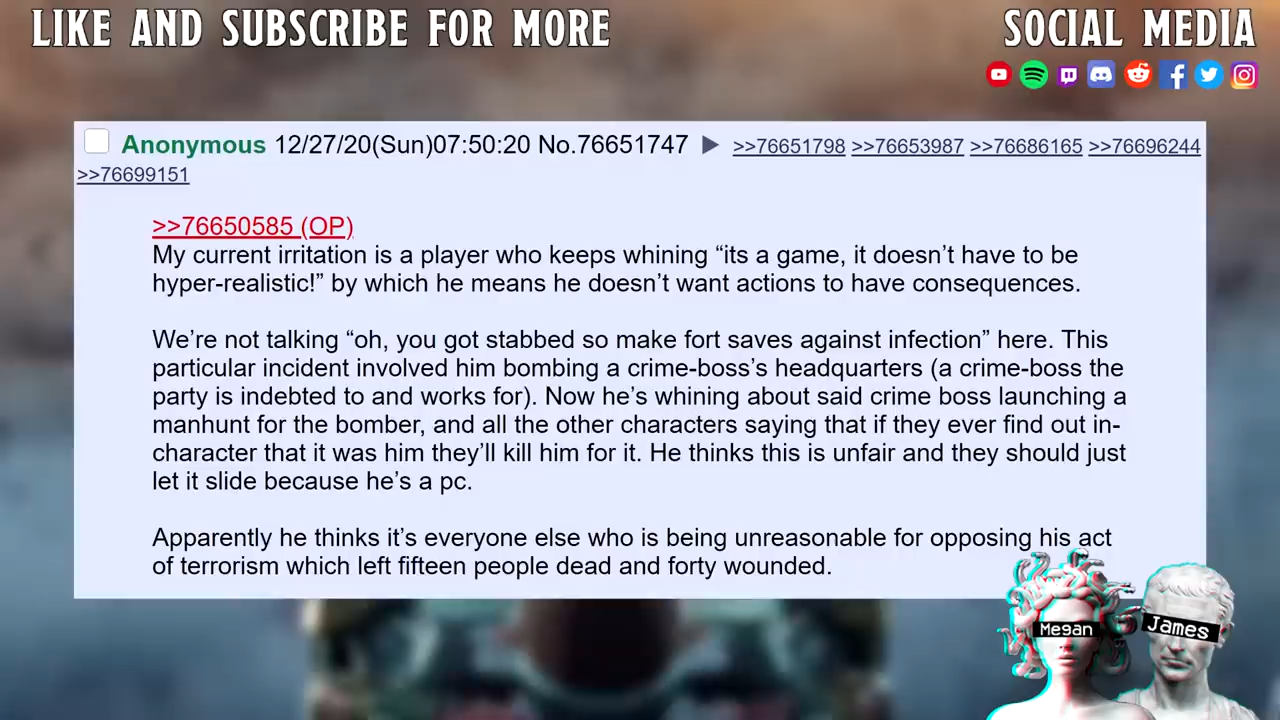 LIKE AND SUBSCRIBE FOR MORE
SOCIAL MEDIA
Anonymous 12/27/20(Sun)07:50:20 No.76651747 ▶ >>76651798 >>76653987 >>76686165 >>76696244
>>76699151
>>76650585 (OP)
My current irritation is a player who keeps whining “its a game, it doesn’t have to be
hyper-realistic!” by which he means he doesn’t want actions to have consequences.
We’re not talking “oh, you got stabbed so make fort saves against infection” here. This
particular incident involved him bombing a crime-boss’s headquarters (a crime-boss the
party is indebted to and works for). Now he’s whining about said crime boss launching a
manhunt for the bomber, and all the other characters saying that if they ever find out in-
character that it was him they’ll kill him for it. He thinks this is unfair and they should just
let it slide because he’s a pc.
Apparently he thinks it’s everyone else who is being unreasonable for opposing his act
of terrorism which left fifteen people dead and forty wounded.
Megan
James